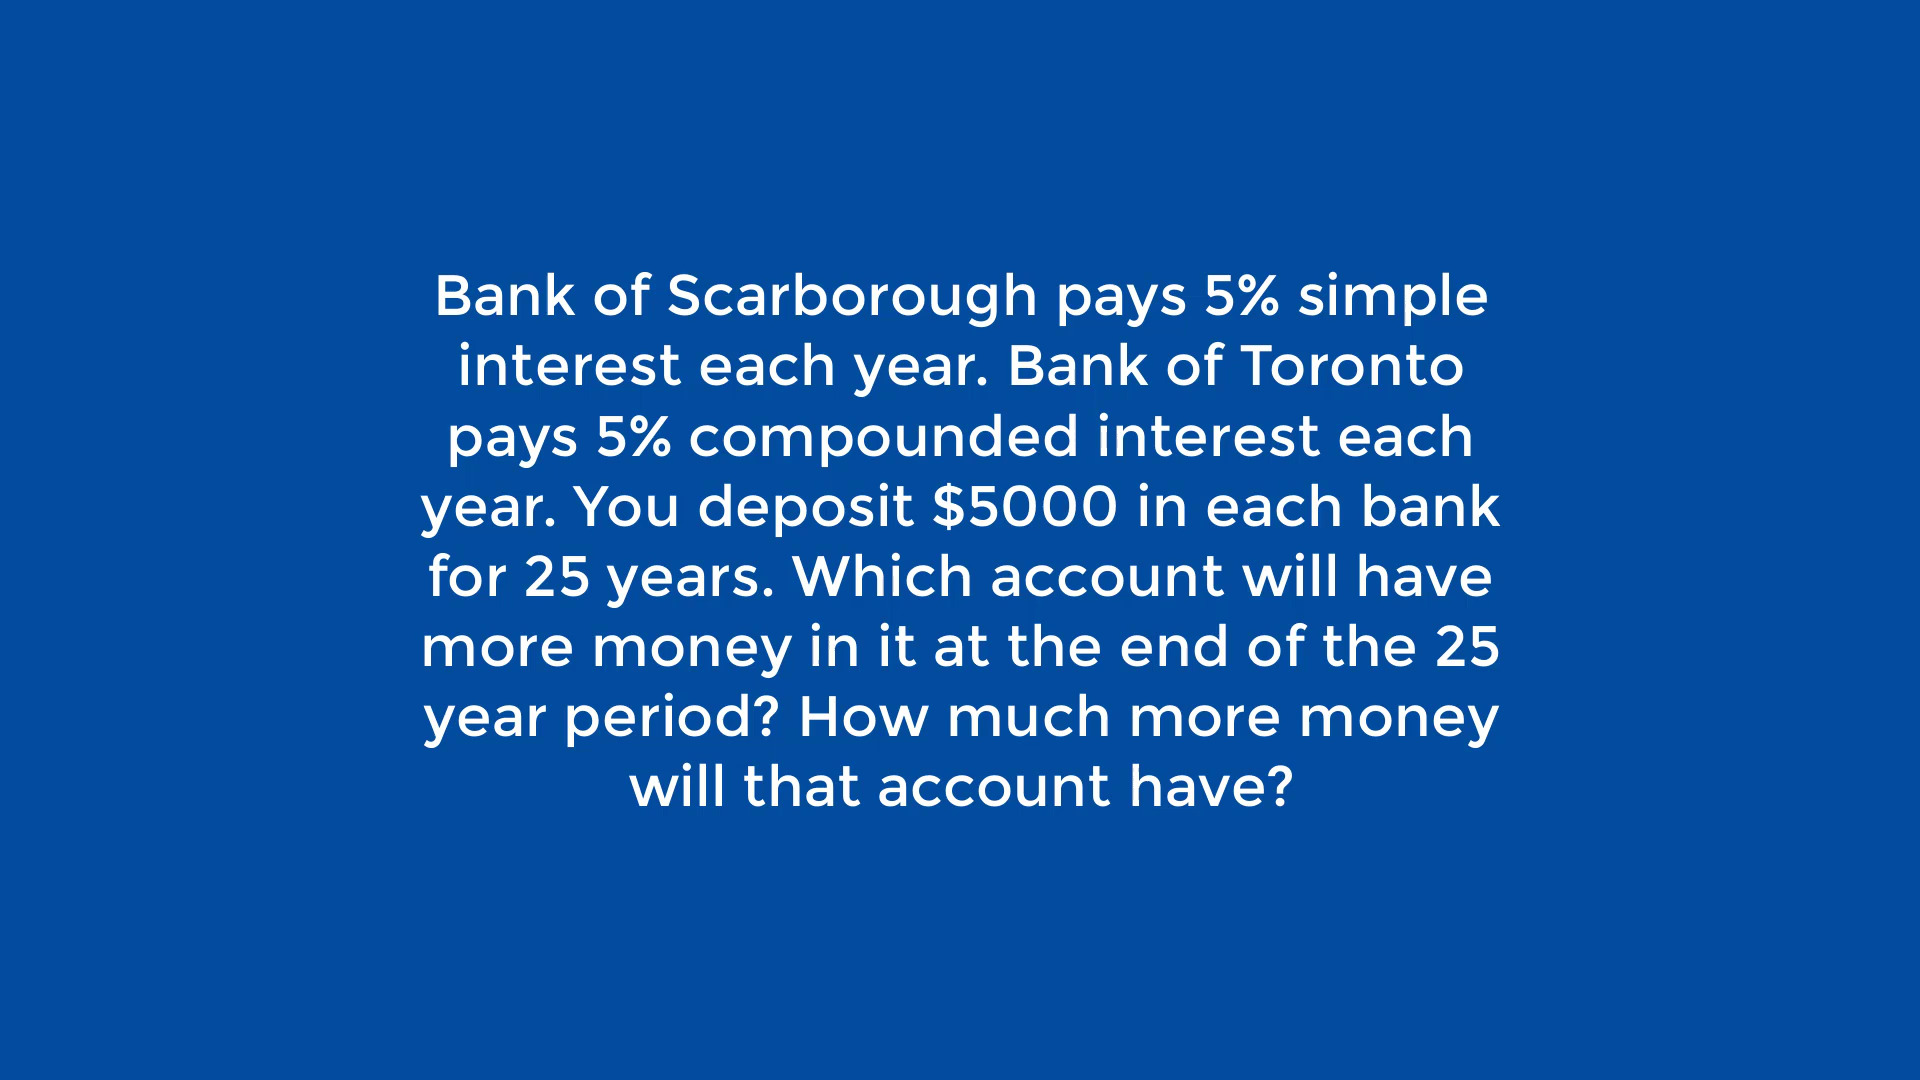 Bank of Scarborough pays 5% simple
interest each year. Bank of Toronto
pays 5% compounded interest each
year. You deposit $5000 in each bank
for 25 years. Which account will have
more money in it at the end of the 25
year period? How much more money
will that account have?